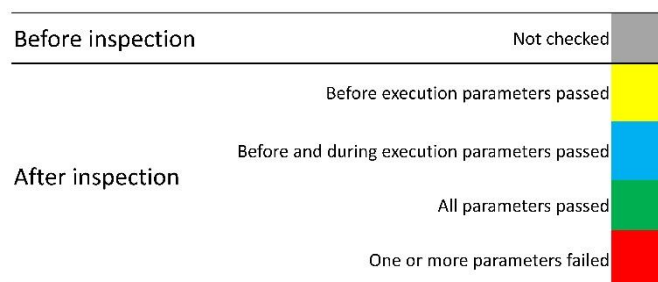 Before inspection
Not checked
Before execution parameters passed
Before and during execution parameters passed
After inspection
All parameters passed
One or more parameters failed